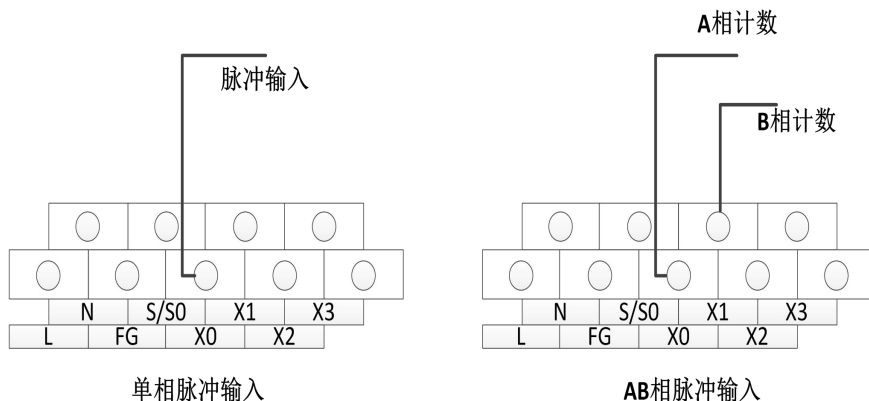 脉冲输入
N S/S0 X1 X3
L FG X0 X2
单相脉冲输入
A相计数
B相计数
N S/S0 X1 X3
L FG X0 X2
AB相脉冲输入